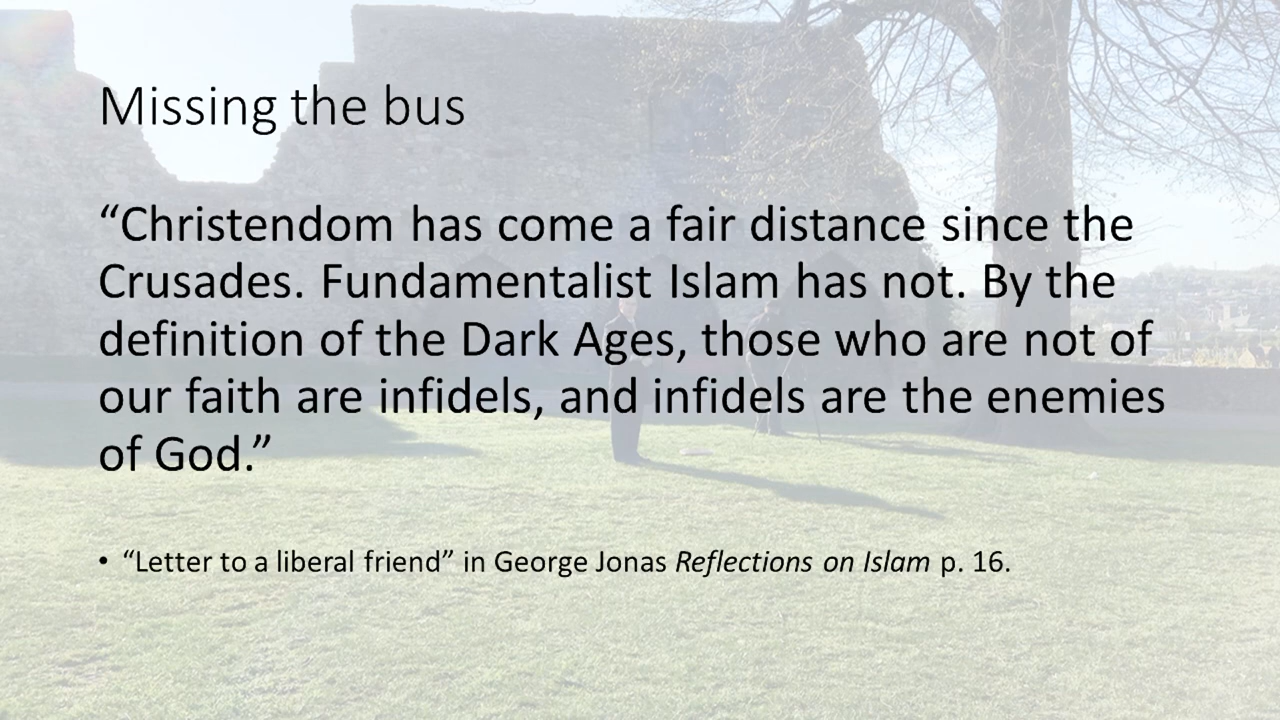 Missing the bus
“Christendom has come a fair distance since the
Crusades. Fundamentalist Islam has not. By the
definition of the Dark Ages, those who are not of
our faith are infidels, and infidels are the enemies
of God.”
• “Letter to a liberal friend” in George Jonas Reflections on Islam p. 16.